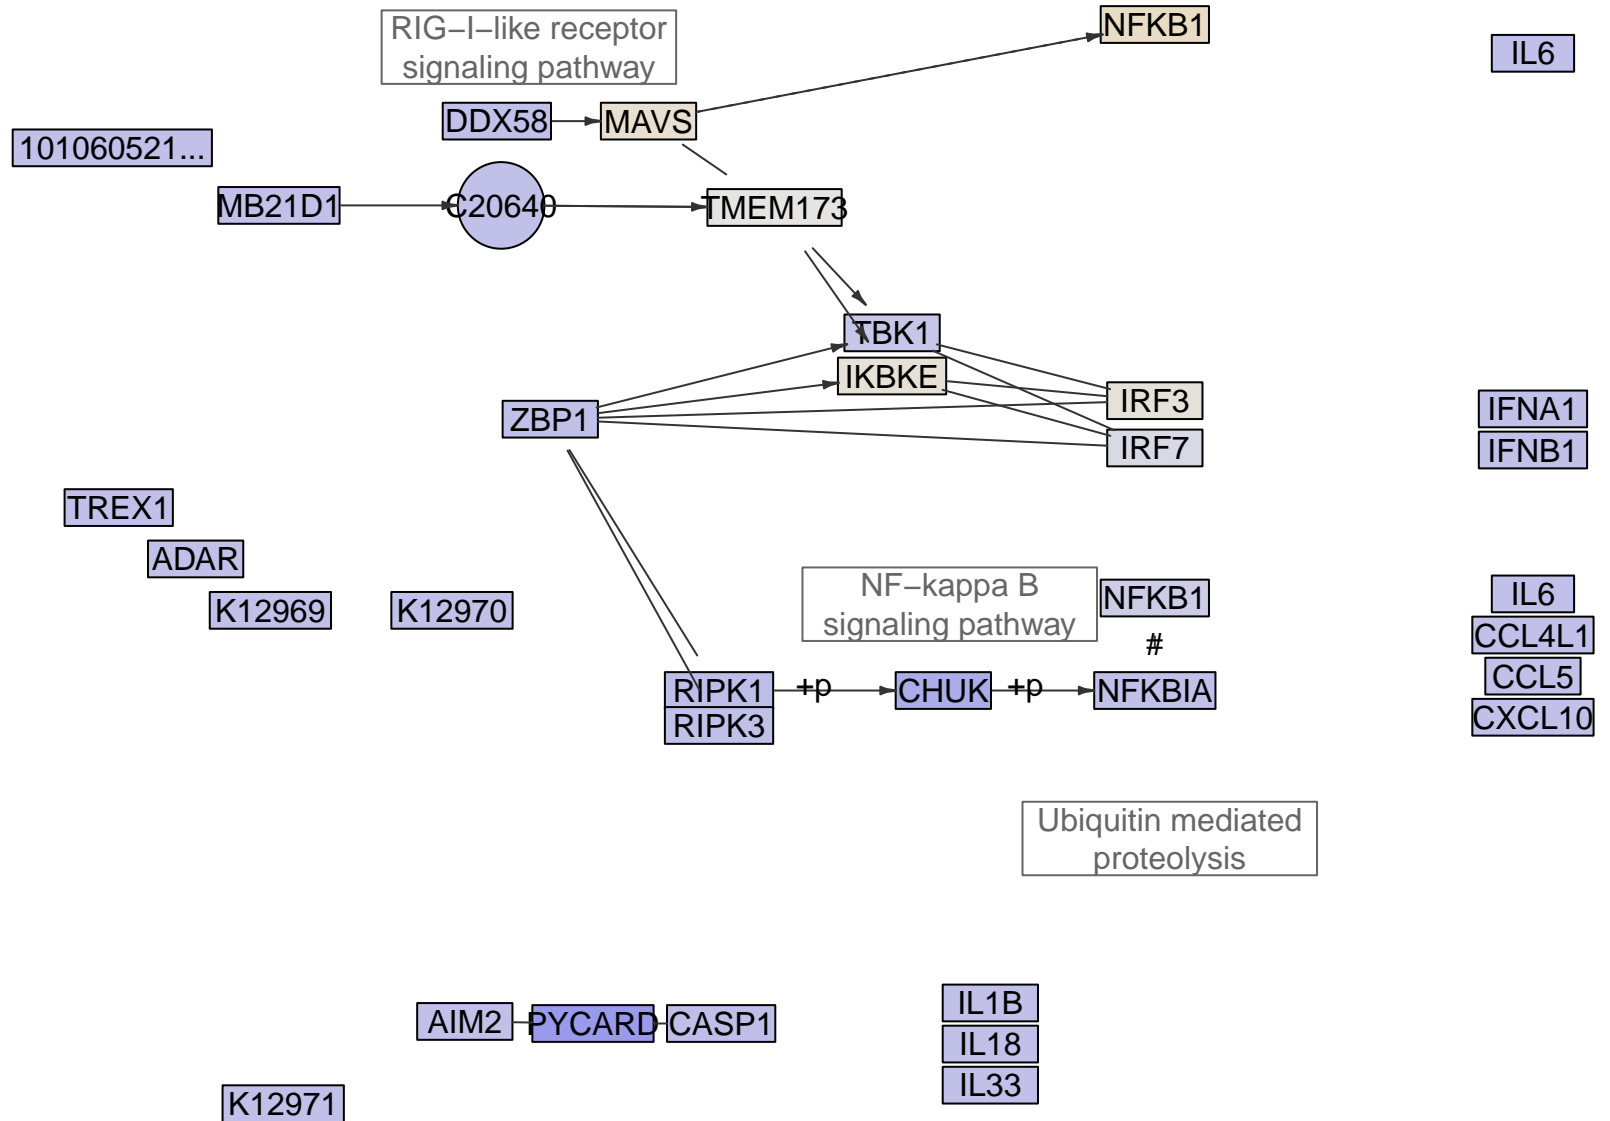 RIG−I−like receptor
signaling pathway
NFKB1
IL6
DDX58
MAVS
101060521...
MB21D1
C20640
TMEM173
TBK1
IKBKE
ZBP1
IRF3
IRF7
IFNA1
IFNB1
TREX1
ADAR
K12969
K12970
NF−kappa B
signaling pathway
NFKB1
#
IL6
CCL4L1
CCL5
CXCL10
RIPK1
+p
CHUK
+p
NFKBIA
RIPK3
Ubiquitin mediated
proteolysis
AIM2
PYCARD
CASP1
IL1B
IL18
IL33
K12971